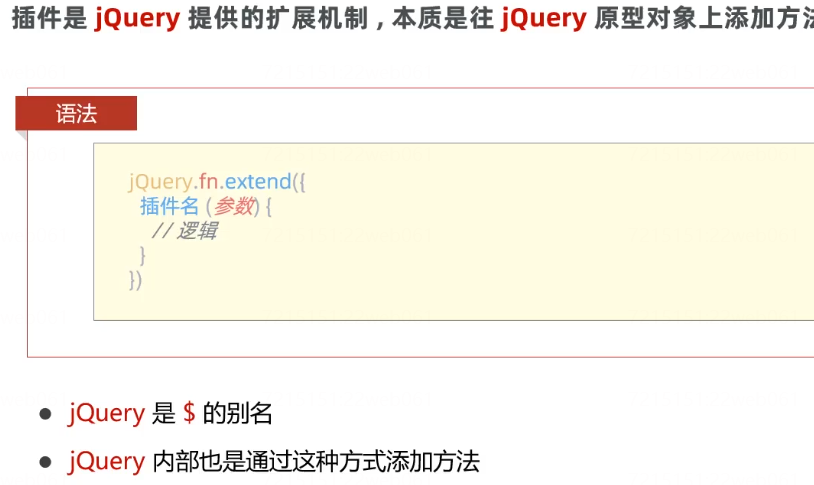 插件是 jQuery 提供的扩展机制 , 本质是往 jQuery 原型对象上添加方法
语法
jQuery.fn.extend({
插件名 (参数) {
// 逻辑
}
})
● jQuery 是 $ 的别名
● jQuery 内部也是通过这种方式添加方法